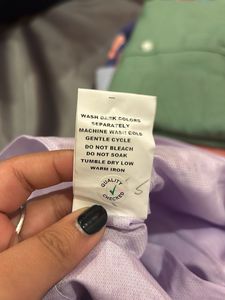 WASH DARK COLORS
SEPARATELY
MACHINE WASH COLD
GENTLE CYCLE
DO NOT BLEACH
DO NOT SOAK
TUMBLE DRY LOW
WARM IRON
QUALITY
CHECKED